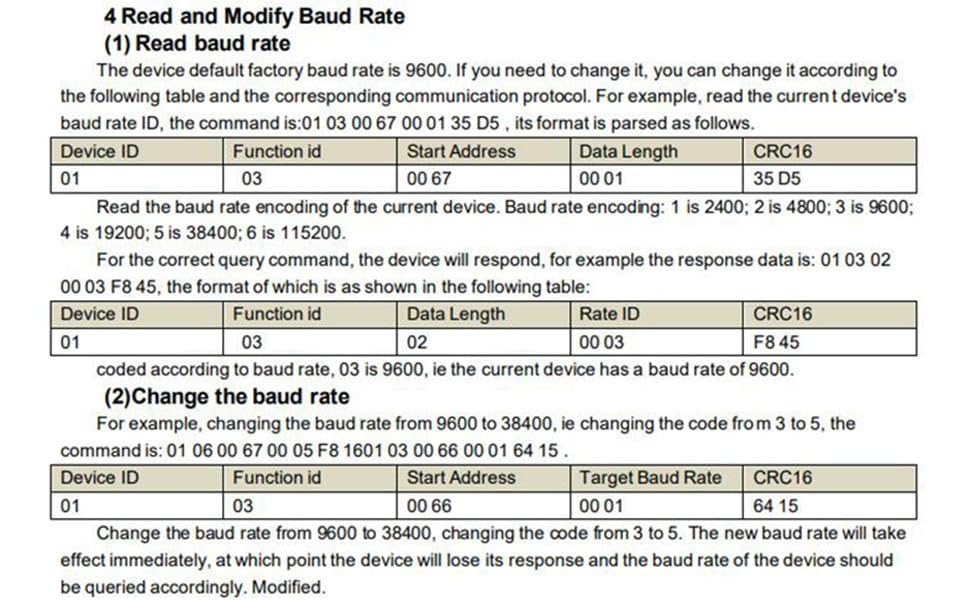 4 Read and Modify Baud Rate
(1) Read baud rate
The device default factory baud rate is 9600. If you need to change it, you can change it according to
the following table and the corresponding communication protocol. For example, read the current device's
baud rate ID, the command is:01 03 00 67 00 01 35 D5 , its format is parsed as follows.
Device ID Function id Start Address Data Length CRC16
01 03 00 67 00 01 35 D5
Read the baud rate encoding of the current device. Baud rate encoding: 1 is 2400; 2 is 4800; 3 is 9600;
4 is 19200; 5 is 38400; 6 is 115200.
For the correct query command, the device will respond, for example the response data is: 01 03 02
00 03 F8 45, the format of which is as shown in the following table:
Device ID Function id Data Length Rate ID CRC16
01 03 02 00 03 F8 45
coded according to baud rate, 03 is 9600, ie the current device has a baud rate of 9600.
(2)Change the baud rate
For example, changing the baud rate from 9600 to 38400, ie changing the code from 3 to 5, the
command is: 01 06 00 67 00 05 F8 1601 03 00 66 00 01 64 15 .
Device ID Function id Start Address Target Baud Rate CRC16
01 03 00 66 00 01 64 15
Change the baud rate from 9600 to 38400, changing the code from 3 to 5. The new baud rate will take
effect immediately, at which point the device will lose its response and the baud rate of the device should
be queried accordingly. Modified.